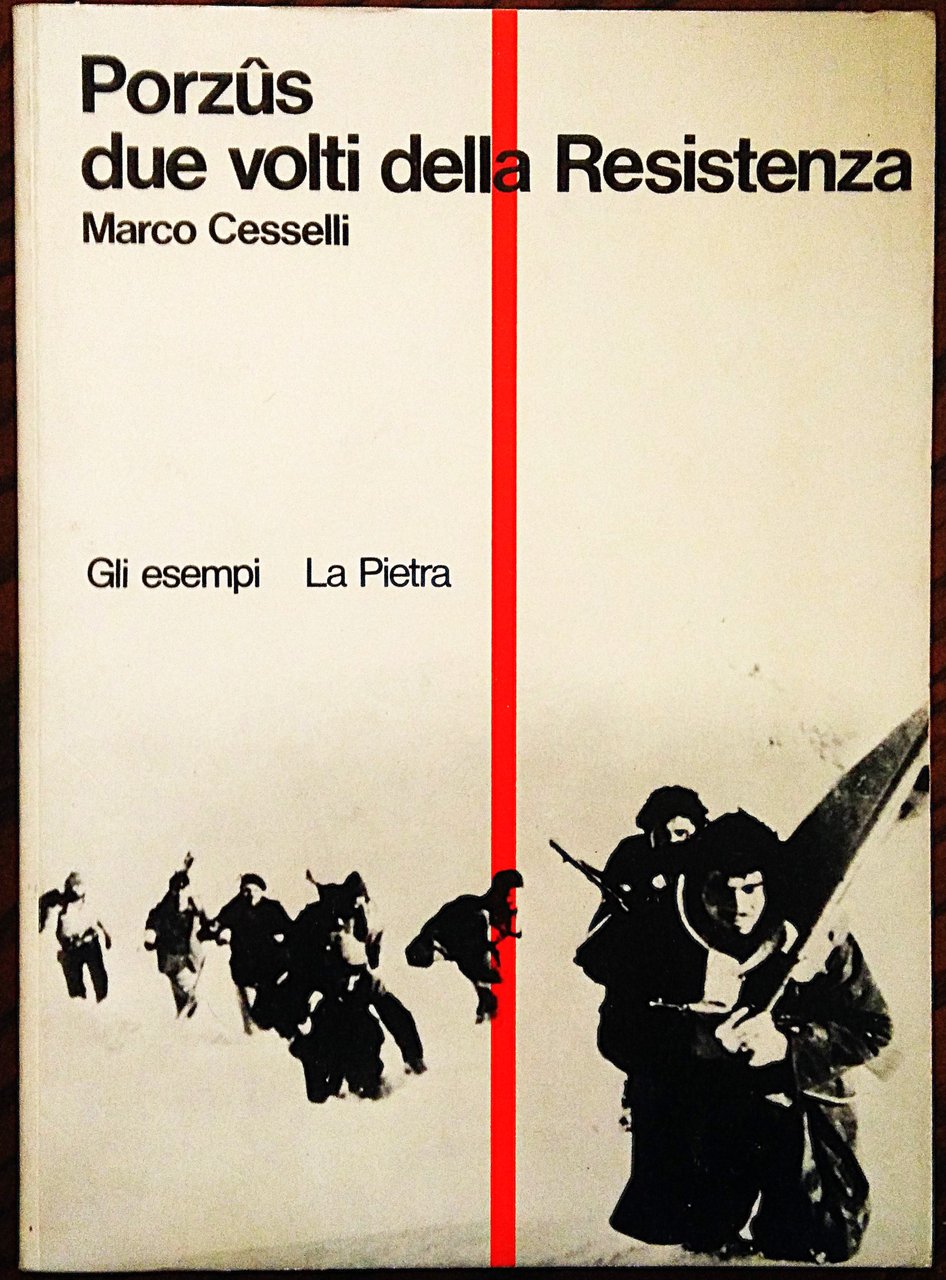 Porzûs
due volti della Resistenza
Marco Cesselli
Gli esempi La Pietra